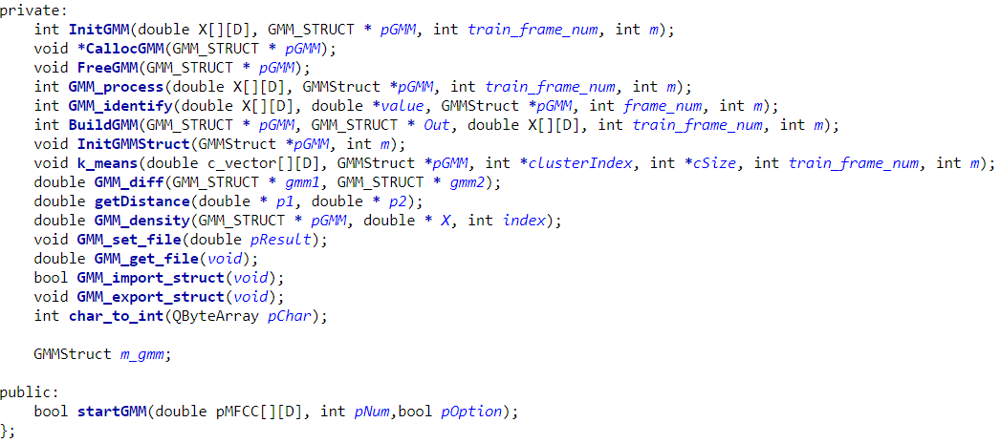 private:
int InitGMM(double X[][D], GMM_STRUCT * pGMM, int train_frame_num, int m);
void *CallocGMM(GMM_STRUCT * pGMM);
void FreeGMM(GMM_STRUCT * pGMM);
int GMM_process(double X[][D], GMMStruct *pGMM, int train_frame_num, int m);
int GMM_identify(double X[][D], double *value, GMMStruct *pGMM, int frame_num, int m);
int BuildGMM(GMM_STRUCT * pGMM, GMM_STRUCT * Out, double X[][D], int train_frame_num, int m);
void InitGMMStruct(GMMStruct *pGMM, int m);
void k_means(double c_vector[][D], GMMStruct *pGMM, int *clusterIndex, int *cSize, int train_frame_num, int m);
double GMM_diff(GMM_STRUCT * gmm1, GMM_STRUCT * gmm2);
double getDistance(double * p1, double * p2);
double GMM_density(GMM_STRUCT * pGMM, double * X, int index);
void GMM_set_file(double pResult);
double GMM_get_file(void);
bool GMM_import_struct(void);
void GMM_export_struct(void);
int char_to_int(QByteArray pChar);
GMMStruct m_gmm;
public:
bool startGMM(double pMFCC[][D], int pNum,bool pOption);
};